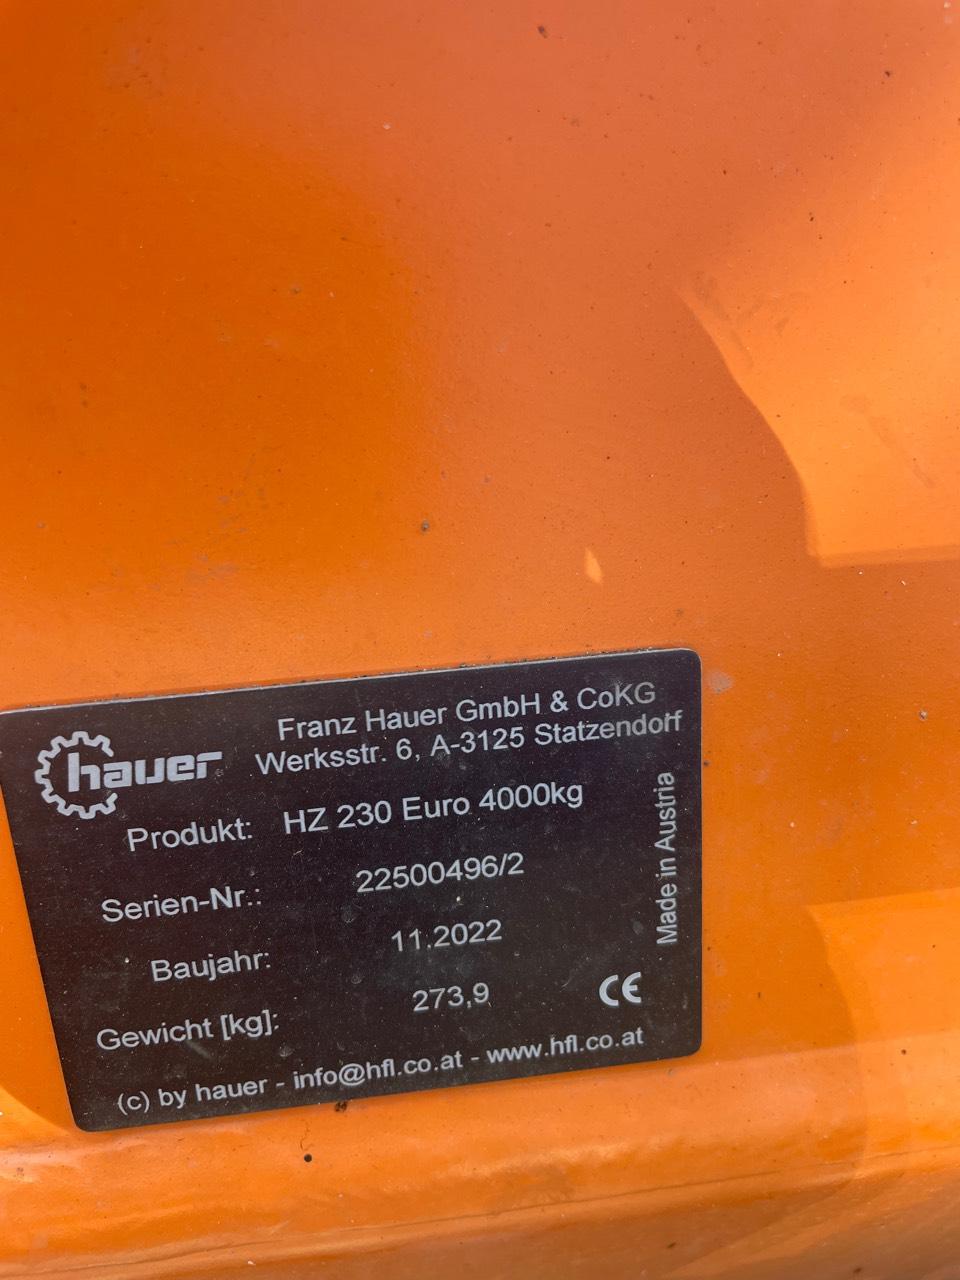 hauer
Franz Hauer GmbH & CoKG
Werksstr. 6, A-3125 Statzendorf
Produkt: HZ 230 Euro 4000kg
Serien-Nr.: 22500496/2
Baujahr: 11.2022
Gewicht [kg]: 273,9
CE
Made in Austria
(c) by hauer - info@hfl.co.at - www.hfl.co.at